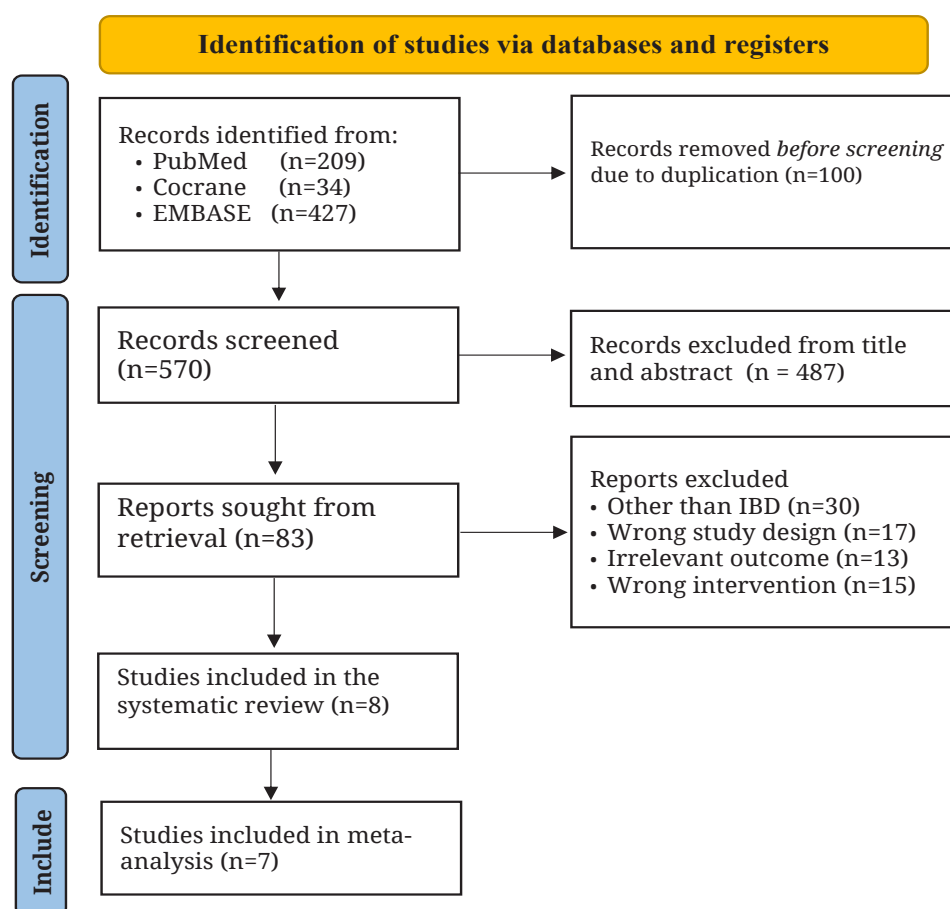 Identification of studies via databases and registers
Identification
Records identified from:
• PubMed (n=209)
• Cocrane (n=34)
• EMBASE (n=427)
Records removed before screening
due to duplication (n=100)
Screening
Records screened
(n=570)
Records excluded from title
and abstract (n = 487)
Reports sought from
retrieval (n=83)
Reports excluded
• Other than IBD (n=30)
• Wrong study design (n=17)
• Irrelevant outcome (n=13)
• Wrong intervention (n=15)
Studies included in the
systematic review (n=8)
Include
Studies included in meta-
analysis (n=7)